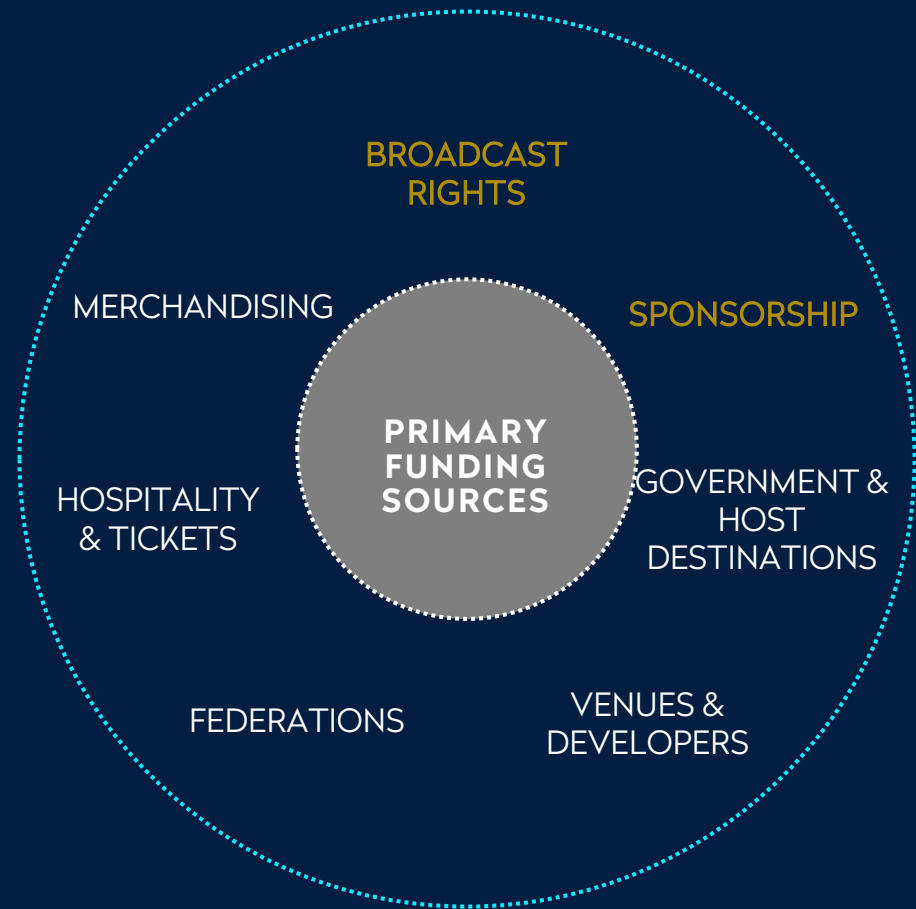 BROADCAST
RIGHTS
MERCHANDISING
SPONSORSHIP
PRIMARY
FUNDING
SOURCES
GOVERNMENT &
HOST
DESTINATIONS
HOSPITALITY
& TICKETS
FEDERATIONS
VENUES &
DEVELOPERS